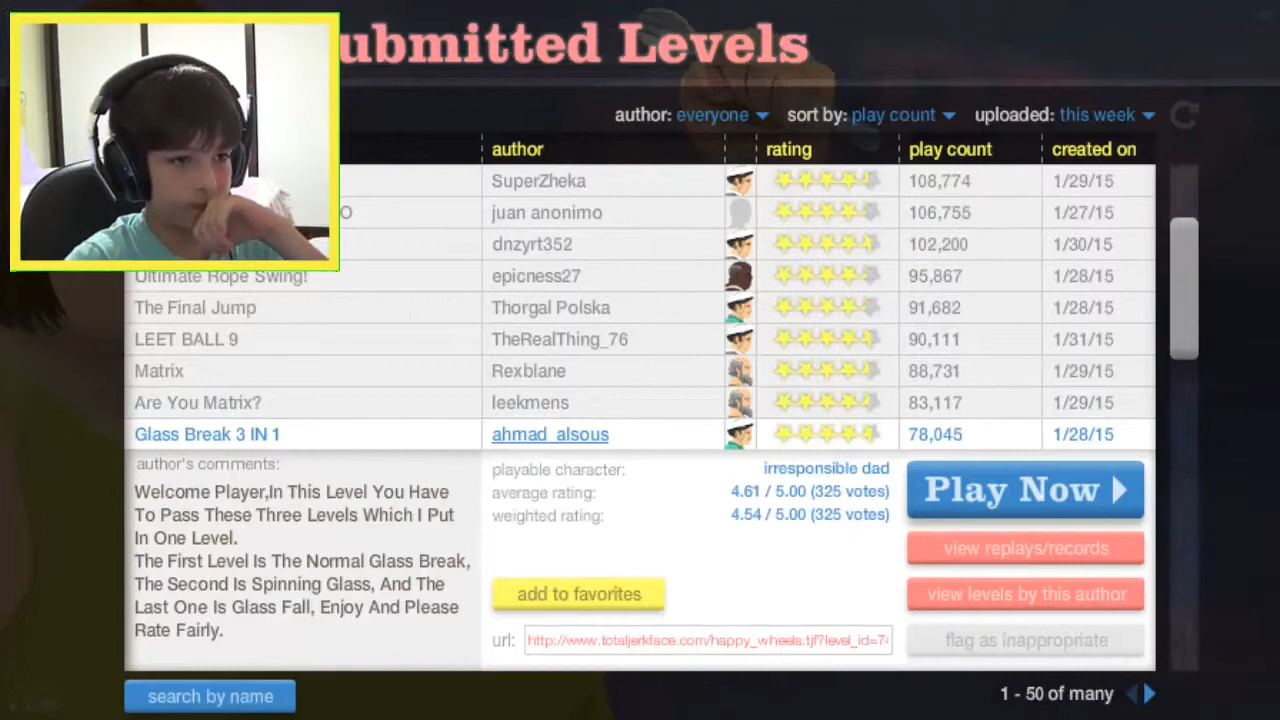 ubmitted Levels
author: everyone sort by: play count uploaded: this week
author rating play count created on
SuperZheka 108,774 1/29/15
O juan anonimo 106,755 1/27/15
dnzyrt352 102,200 1/30/15
Ultimate Rope Swing! epicness27 95,867 1/28/15
The Final Jump Thorgal Polska 91,682 1/28/15
LEET BALL 9 TheRealThing_76 90,111 1/31/15
Matrix Rexblane 88,731 1/29/15
Are You Matrix? leekmens 83,117 1/29/15
Glass Break 3 IN 1 ahmad_alsous 78,045 1/28/15
author's comments:
Welcome Player,In This Level You Have
To Pass These Three Levels Which I Put
In One Level.
The First Level Is The Normal Glass Break,
The Second Is Spinning Glass, And The
Last One Is Glass Fall, Enjoy And Please
Rate Fairly.
playable character: irresponsible dad
average rating: 4.61 / 5.00 (325 votes)
weighted rating: 4.54 / 5.00 (325 votes)
add to favorites
url: http://www.totaljerkface.com/happy_wheels.tjf?level_id=7
Play Now
view replays/records
view levels by this author
flag as inappropriate
search by name
1 - 50 of many